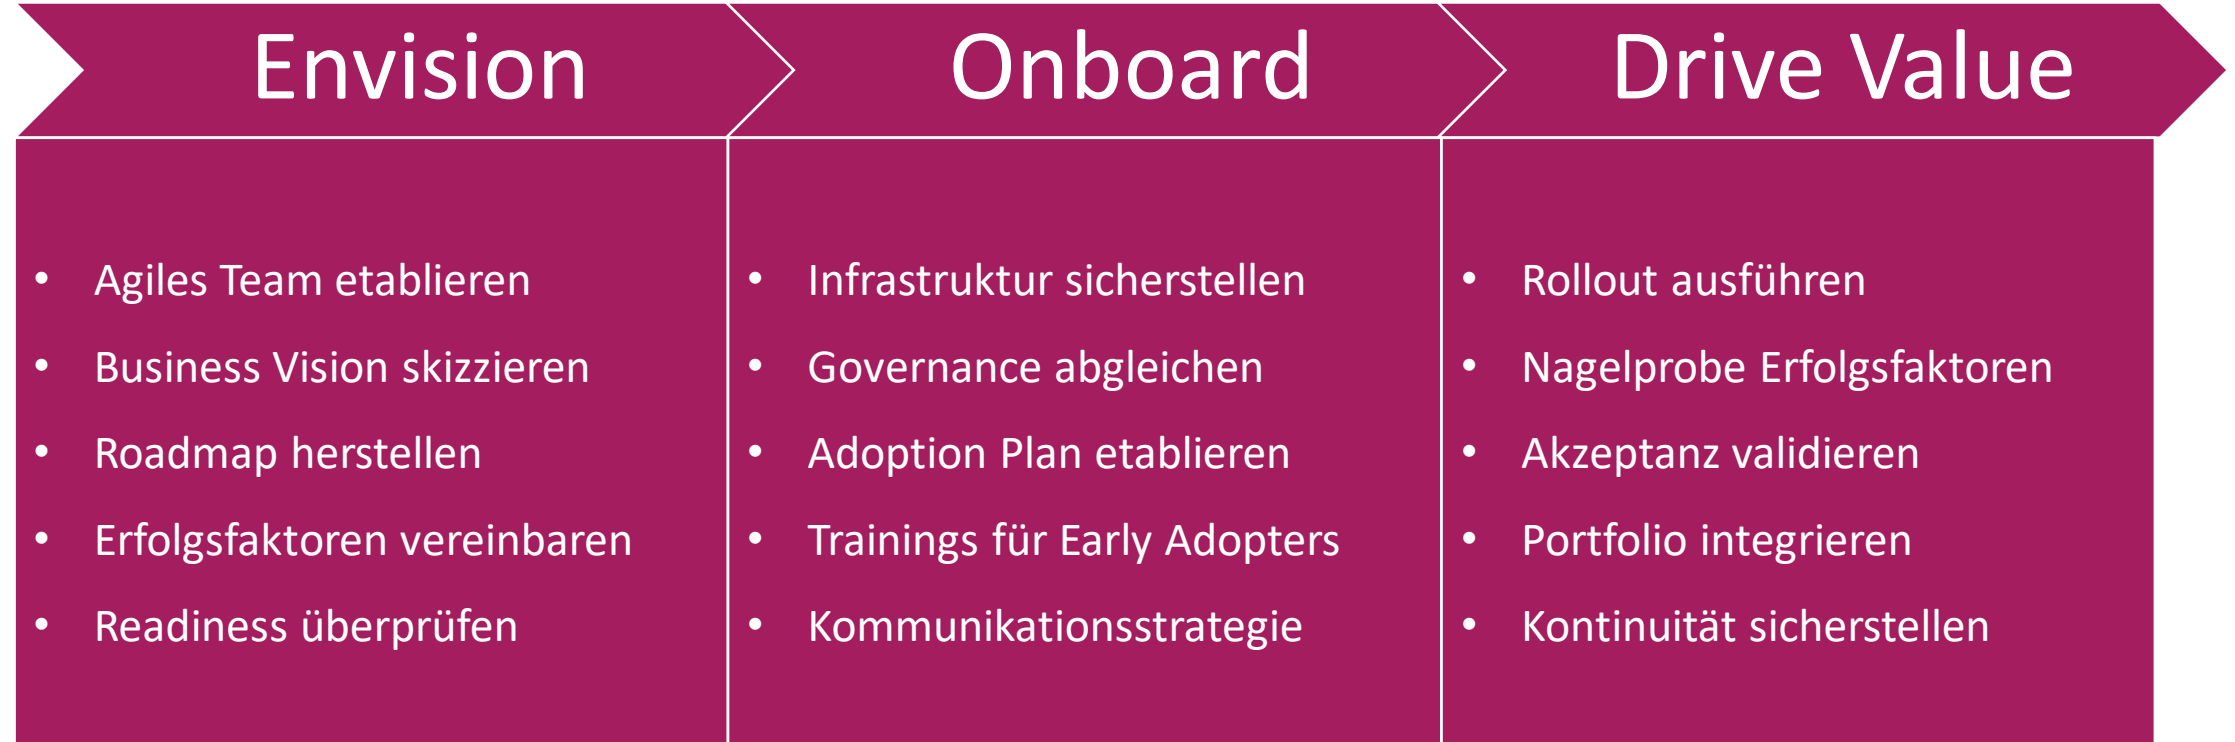 Envision
• Agiles Team etablieren
• Business Vision skizzieren
• Roadmap herstellen
• Erfolgsfaktoren vereinbaren
• Readiness überprüfen
Onboard
• Infrastruktur sicherstellen
• Governance abgleichen
• Adoption Plan etablieren
• Trainings für Early Adopters
• Kommunikationsstrategie
Drive Value
• Rollout ausführen
• Nagelprobe Erfolgsfaktoren
• Akzeptanz validieren
• Portfolio integrieren
• Kontinuität sicherstellen